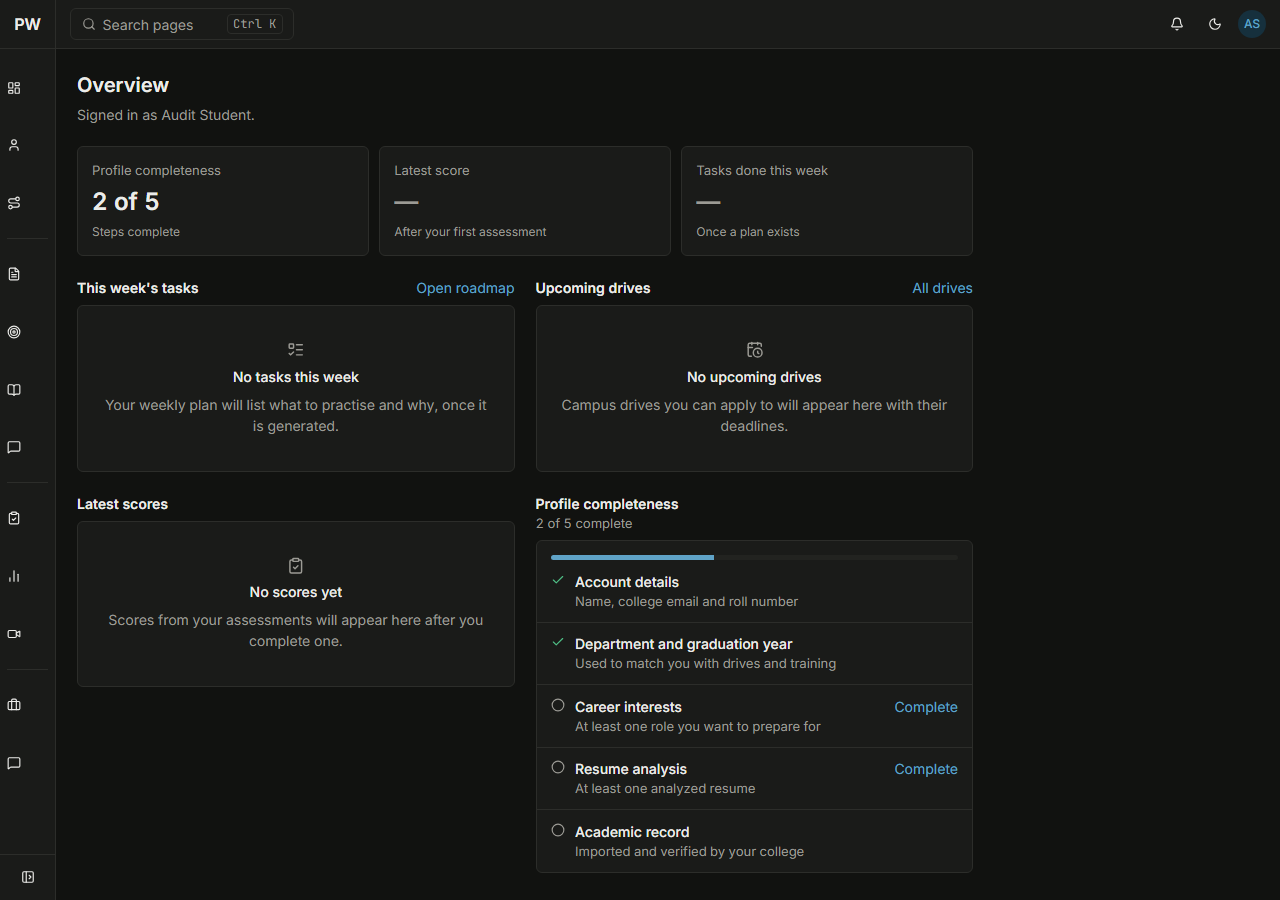 PW
Search pages
Ctrl K
AS
Overview
Signed in as Audit Student.
Profile completeness
2 of 5
Steps complete
Latest score
—
After your first assessment
Tasks done this week
—
Once a plan exists
This week's tasks
Open roadmap
No tasks this week
Your weekly plan will list what to practise and why, once it
is generated.
Upcoming drives
All drives
No upcoming drives
Campus drives you can apply to will appear here with their
deadlines.
Latest scores
No scores yet
Scores from your assessments will appear here after you
complete one.
Profile completeness
2 of 5 complete
Account details
Name, college email and roll number
Department and graduation year
Used to match you with drives and training
Career interests
Complete
At least one role you want to prepare for
Resume analysis
Complete
At least one analyzed resume
Academic record
Imported and verified by your college